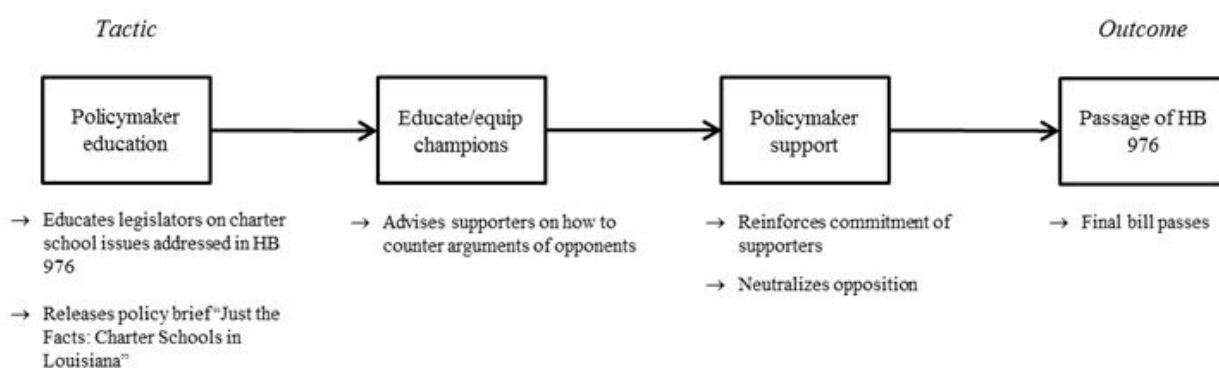 Tactic
Outcome
Policymaker
education
Educate/equip
champions
Policymaker
support
Passage of HB
976
→ Educates legislators on charter
school issues addressed in HB
976
→ Releases policy brief “Just the
Facts: Charter Schools in
Louisiana”
→ Advises supporters on how to
counter arguments of opponents
→ Reinforces commitment of
supporters
→ Neutralizes opposition
→ Final bill passes